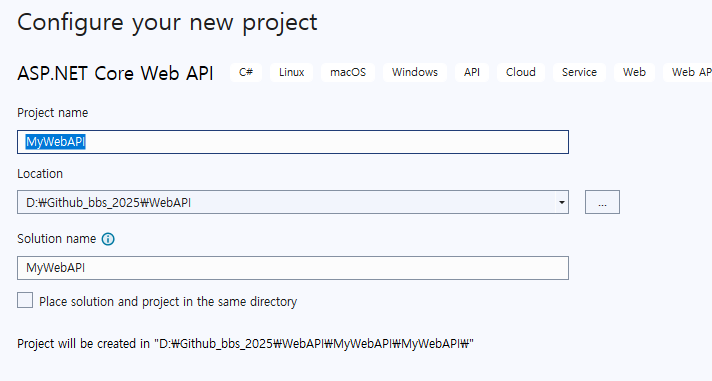 Configure your new project
ASP.NET Core Web API C# Linux macOS Windows API Cloud Service Web Web AP
Project name
MyWebAPI
Location
D:₩Github_bbs_2025₩WebAPI ...
Solution name
MyWebAPI
Place solution and project in the same directory
Project will be created in "D:₩Github_bbs_2025₩WebAPI₩MyWebAPI₩MyWebAPI₩"